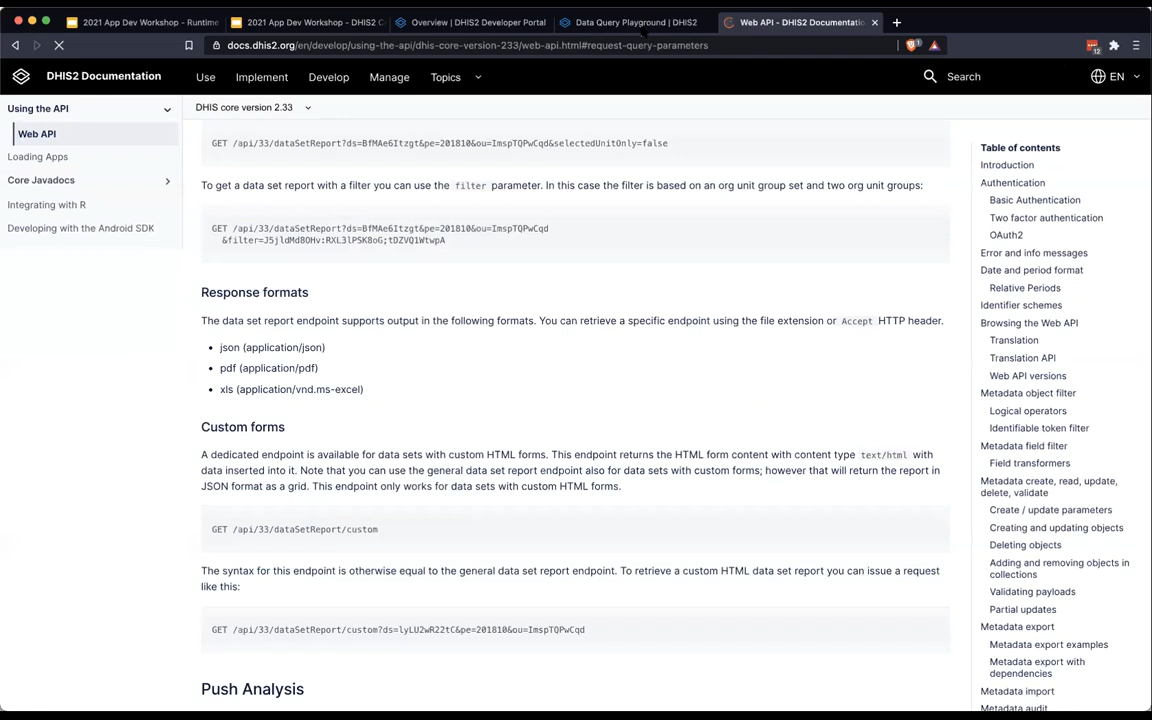 2021 App Dev Workshop - Runtime
2021 App Dev Workshop - DHIS2 C
Overview | DHIS2 Developer Portal
Data Query Playground | DHIS2
Web API - DHIS2 Documentatio
docs.dhis2.org/en/develop/using-the-api/dhis-core-version-233/web-api.html#request-query-parameters
12
DHIS2 Documentation
Use
Implement
Develop
Manage
Topics
Search
EN
Using the API
Web API
Loading Apps
Core Javadocs
Integrating with R
Developing with the Android SDK
DHIS core version 2.33
GET /api/33/dataSetReport?ds=BfMAe6Itzgt&pe=201810&ou=ImspTQPwCqd&selectedUnitOnly=false
To get a data set report with a filter you can use the filter parameter. In this case the filter is based on an org unit group set and two org unit groups:
GET /api/33/dataSetReport?ds=BfMAe6Itzgt&pe=201810&ou=ImspTQPwCqd
&filter=J5jldMd8OHv:RXL3lPSK8oG;tDZVQ1WtwpA
Response formats
The data set report endpoint supports output in the following formats. You can retrieve a specific endpoint using the file extension or Accept HTTP header.
• json (application/json)
• pdf (application/pdf)
• xls (application/vnd.ms-excel)
Custom forms
A dedicated endpoint is available for data sets with custom HTML forms. This endpoint returns the HTML form content with content type text/html with
data inserted into it. Note that you can use the general data set report endpoint also for data sets with custom forms; however that will return the report in
JSON format as a grid. This endpoint only works for data sets with custom HTML forms.
GET /api/33/dataSetReport/custom
The syntax for this endpoint is otherwise equal to the general data set report endpoint. To retrieve a custom HTML data set report you can issue a request
like this:
GET /api/33/dataSetReport/custom?ds=lyLU2wR22tC&pe=201810&ou=ImspTQPwCqd
Push Analysis
Table of contents
Introduction
Authentication
Basic Authentication
Two factor authentication
OAuth2
Error and info messages
Date and period format
Relative Periods
Identifier schemes
Browsing the Web API
Translation
Translation API
Web API versions
Metadata object filter
Logical operators
Identifiable token filter
Metadata field filter
Field transformers
Metadata create, read, update,
delete, validate
Create / update parameters
Creating and updating objects
Deleting objects
Adding and removing objects in
collections
Validating payloads
Partial updates
Metadata export
Metadata export examples
Metadata export with
dependencies
Metadata import
Metadata audit